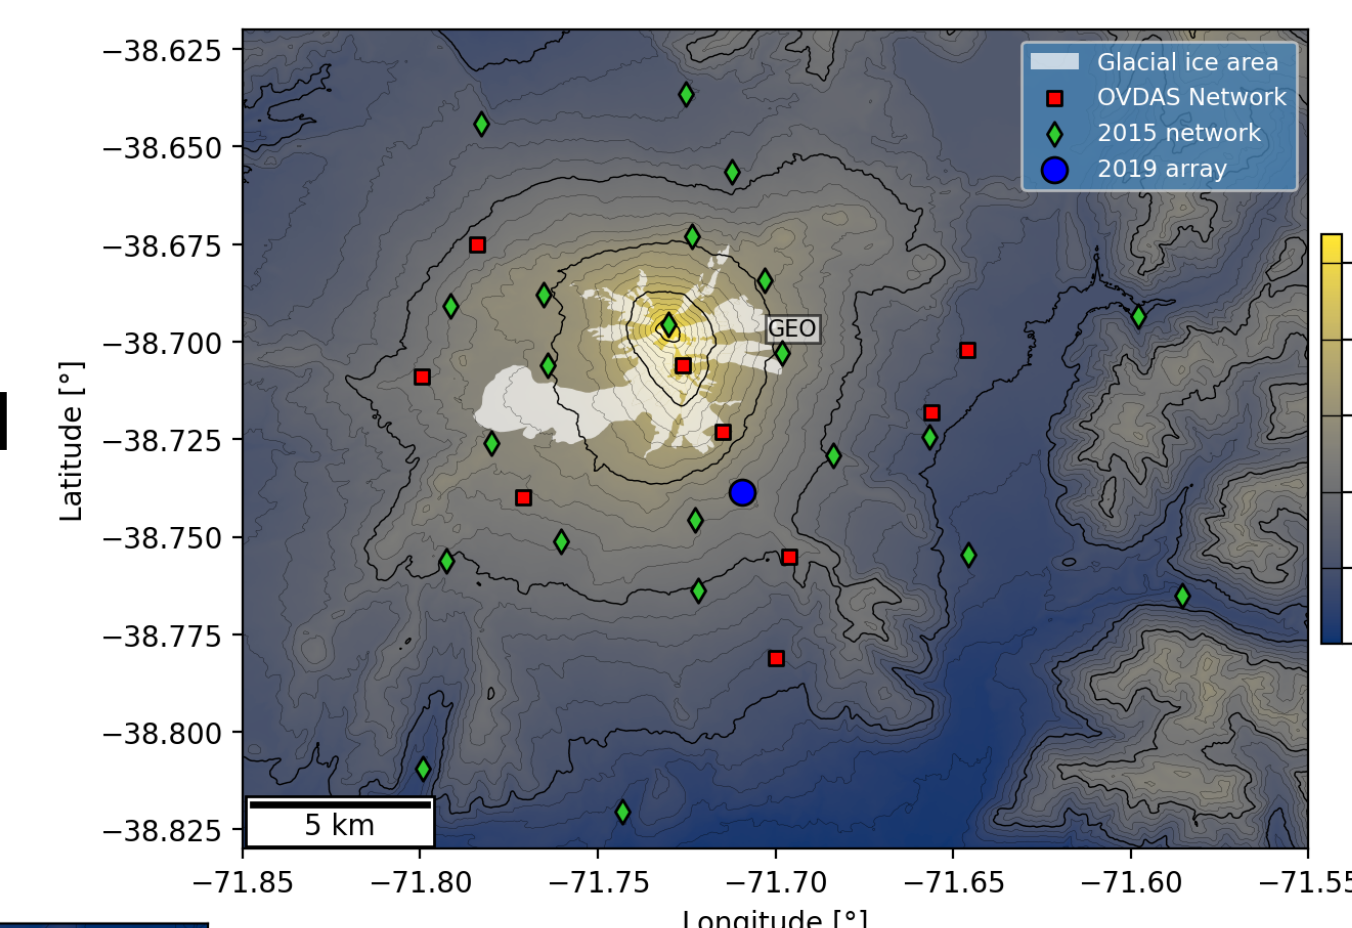 −38.625
−38.650
−38.675
−38.700
−38.725
−38.750
−38.775
−38.800
−38.825
Latitude [°]
Glacial ice area
OVDAS Network
2015 network
2019 array
GEO
5 km
−71.85
−71.80
−71.75
−71.70
−71.65
−71.60
−71.55
Longitude [°]